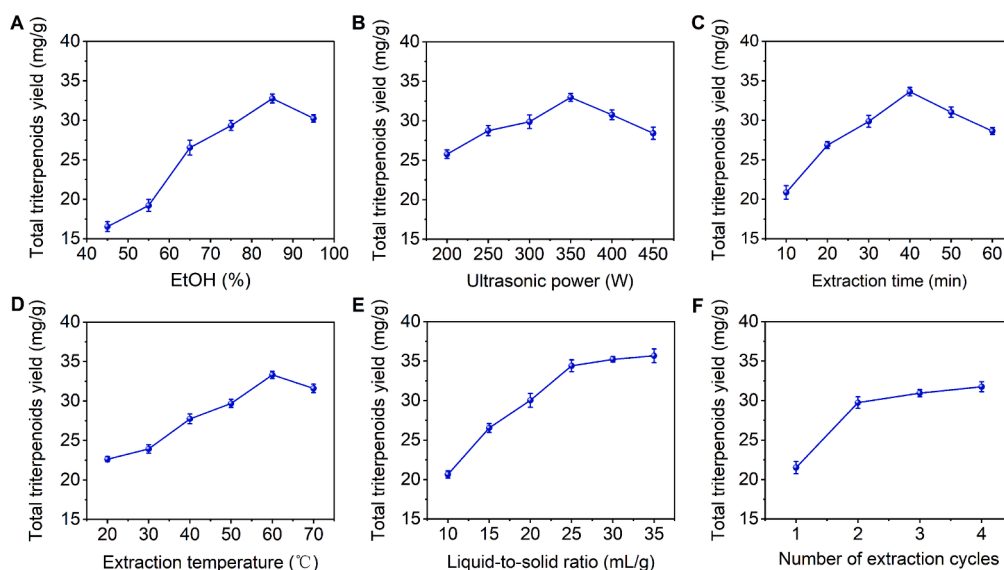 A
Total triterpenoids yield (mg/g)
40
35
30
25
20
15
40 50 60 70 80 90 100
EtOH (%)
B
Total triterpenoids yield (mg/g)
40
35
30
25
20
15
200 250 300 350 400 450
Ultrasonic power (W)
C
Total triterpenoids yield (mg/g)
40
35
30
25
20
15
10 20 30 40 50 60
Extraction time (min)
D
Total triterpenoids yield (mg/g)
40
35
30
25
20
15
20 30 40 50 60 70
Extraction temperature (℃)
E
Total triterpenoids yield (mg/g)
40
35
30
25
20
15
10 15 20 25 30 35
Liquid-to-solid ratio (mL/g)
F
Total triterpenoids yield (mg/g)
40
35
30
25
20
15
1 2 3 4
Number of extraction cycles